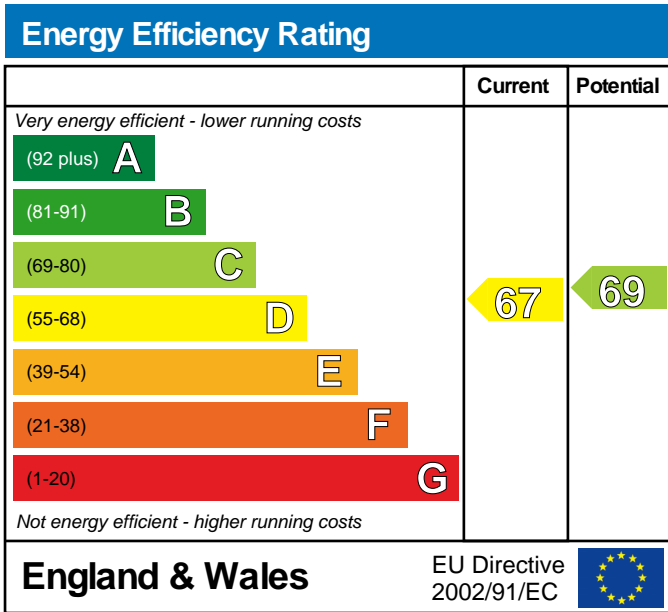 Energy Efficiency Rating
Current Potential
Very energy efficient - lower running costs
(92 plus) A
(81-91) B
(69-80) C
(55-68) D
67 69
(39-54) E
(21-38) F
(1-20) G
Not energy efficient - higher running costs
England & Wales
EU Directive
2002/91/EC